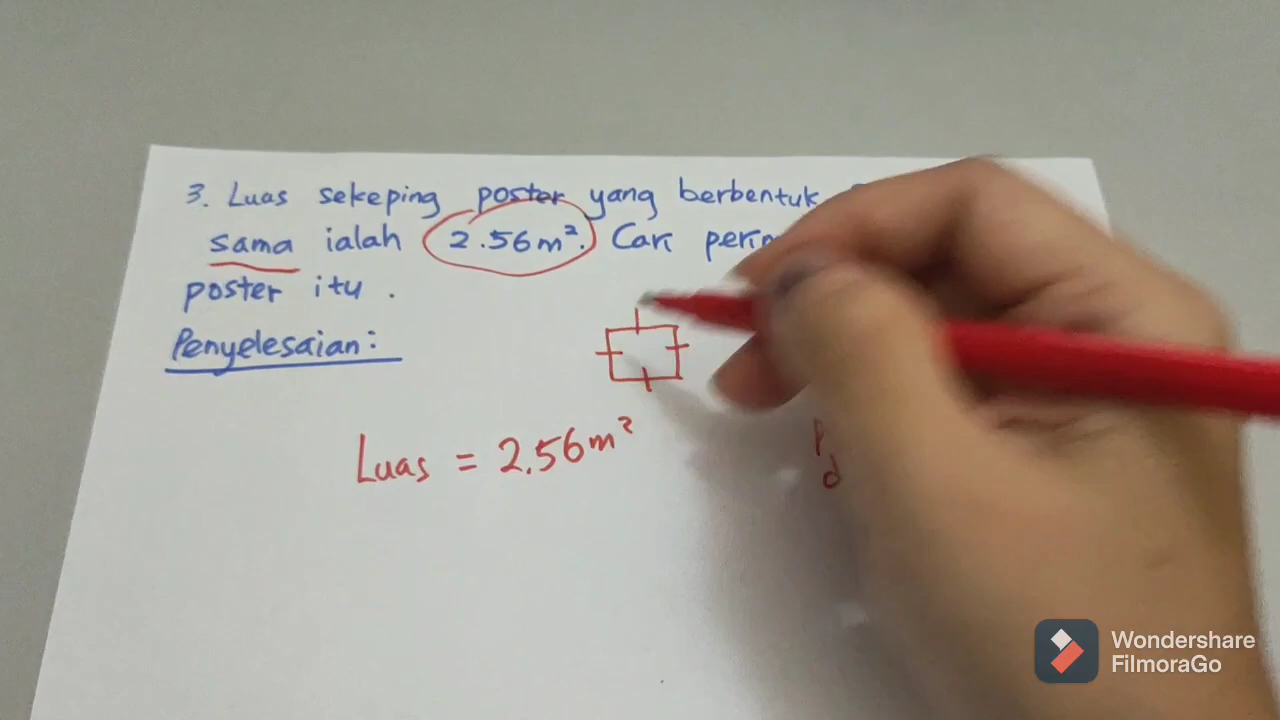 3. Luas sekeping poster yang berbentuk
sama ialah 2.56m². Cari
poster itu.
Penyelesaian:
Luas = 2.56m²
P
d
Wondershare
FilmoraGo